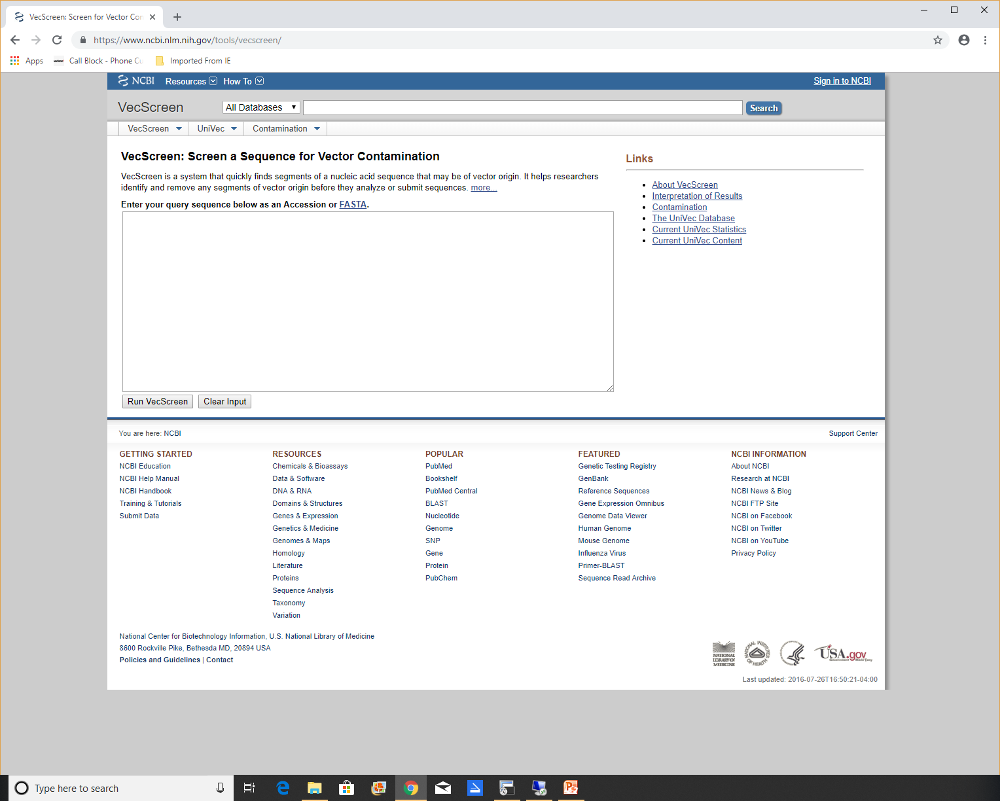 VecScreen: Screen for Vector Con
https://www.ncbi.nlm.nih.gov/tools/vecscreen/
Apps
verizon
Call Block - Phone Cu
Imported From IE
NCBI
Resources
How To
Sign in to NCBI
VecScreen
All Databases
Search
VecScreen
UniVec
Contamination
VecScreen: Screen a Sequence for Vector Contamination
VecScreen is a system that quickly finds segments of a nucleic acid sequence that may be of vector origin. It helps researchers
identify and remove any segments of vector origin before they analyze or submit sequences. more...
Enter your query sequence below as an Accession or FASTA.
Run VecScreen
Clear Input
Links
About VecScreen
Interpretation of Results
Contamination
The UniVec Database
Current UniVec Statistics
Current UniVec Content
You are here: NCBI
Support Center
GETTING STARTED
NCBI Education
NCBI Help Manual
NCBI Handbook
Training & Tutorials
Submit Data
RESOURCES
Chemicals & Bioassays
Data & Software
DNA & RNA
Domains & Structures
Genes & Expression
Genetics & Medicine
Genomes & Maps
Homology
Literature
Proteins
Sequence Analysis
Taxonomy
Variation
POPULAR
PubMed
Bookshelf
PubMed Central
BLAST
Nucleotide
Genome
SNP
Gene
Protein
PubChem
FEATURED
Genetic Testing Registry
GenBank
Reference Sequences
Gene Expression Omnibus
Genome Data Viewer
Human Genome
Mouse Genome
Influenza Virus
Primer-BLAST
Sequence Read Archive
NCBI INFORMATION
About NCBI
Research at NCBI
NCBI News & Blog
NCBI FTP Site
NCBI on Facebook
NCBI on Twitter
NCBI on YouTube
Privacy Policy
National Center for Biotechnology Information, U.S. National Library of Medicine
8600 Rockville Pike, Bethesda MD, 20894 USA
Policies and Guidelines | Contact
NATIONAL
LIBRARY OF
MEDICINE
NATIONAL INSTITUTES
OF HEALTH
USA.gov
Government Made Easy
Last updated: 2016-07-26T16:50:21-04:00
Type here to search